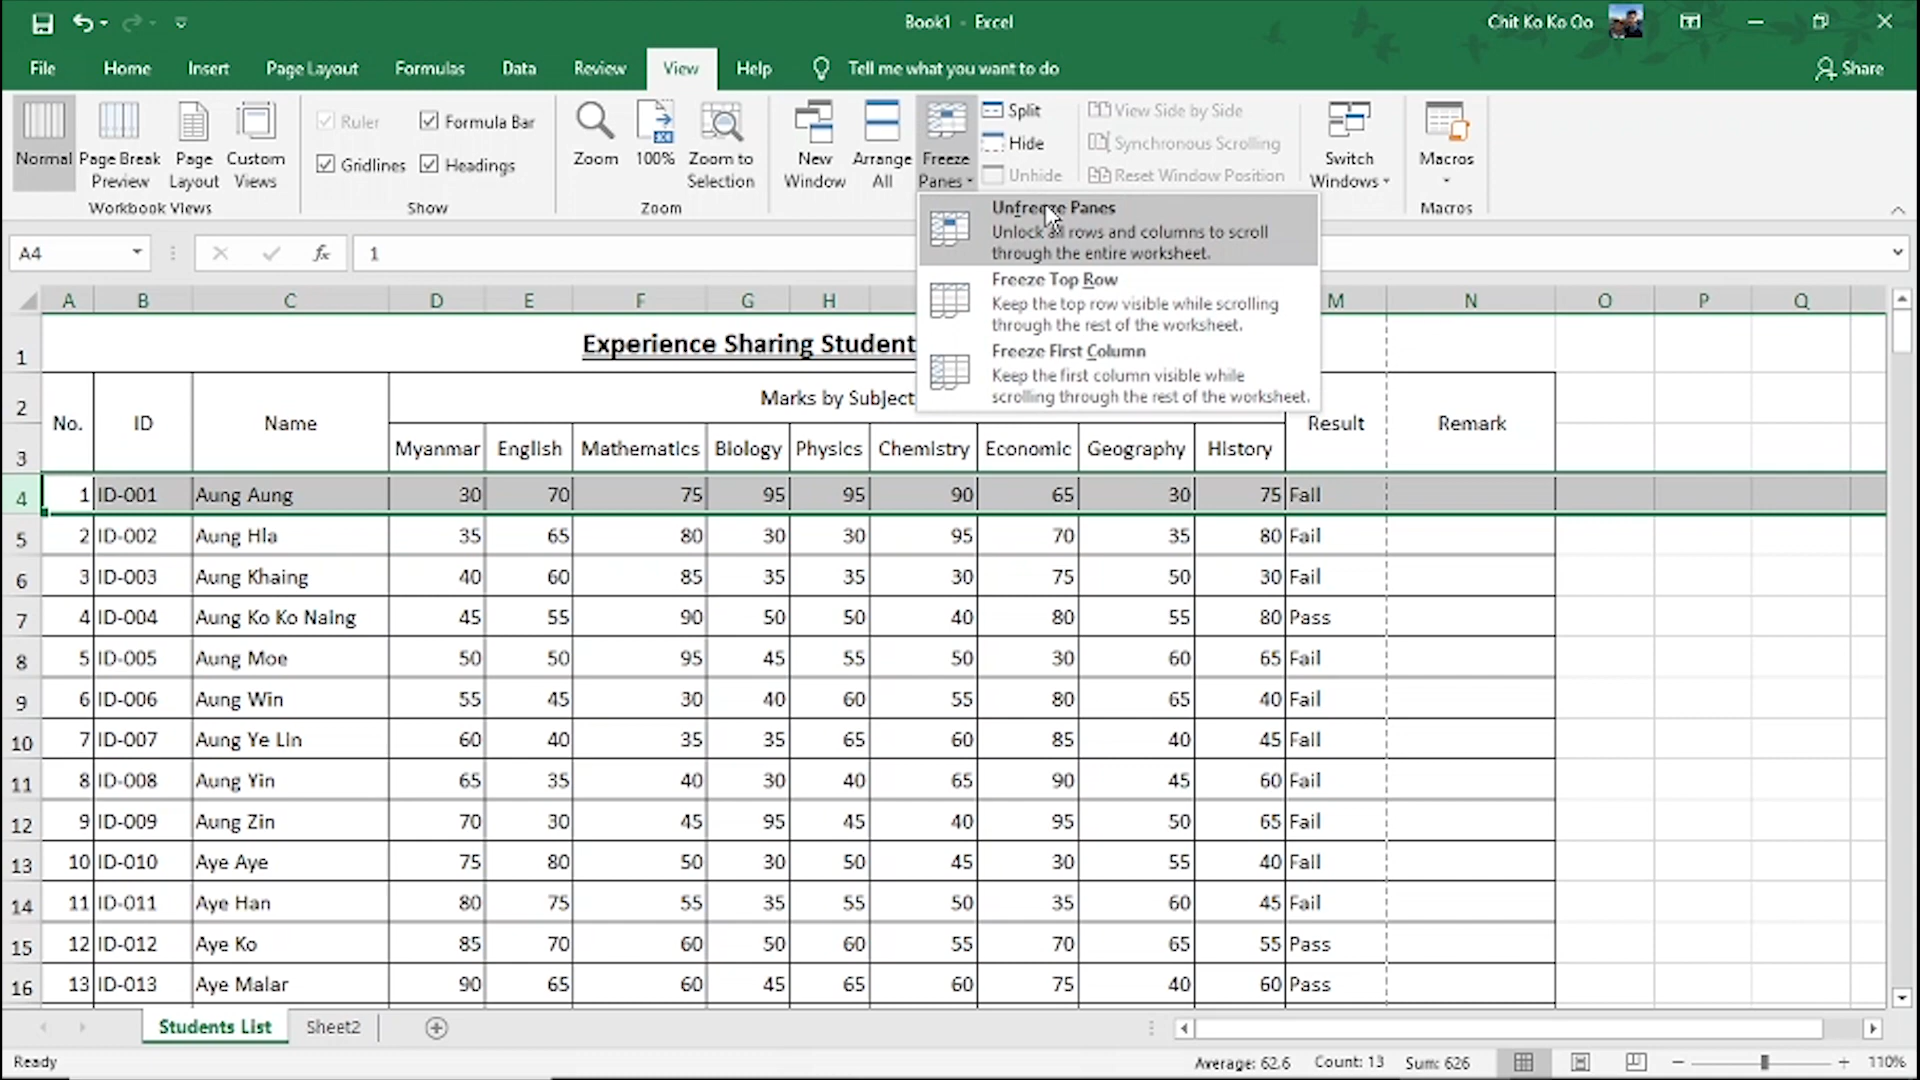 Book1 - Excel
Chit Ko Ko Oo
File Home Insert Page Layout Formulas Data Review View Help Tell me what you want to do Share
Normal
Page Break Preview
Page Layout
Custom Views
Workbook Views
Ruler
Formula Bar
Gridlines
Headings
Show
Zoom
100%
Zoom to Selection
Zoom
New Window
Arrange All
Freeze Panes
Split
Hide
Unhide
View Side by Side
Synchronous Scrolling
Reset Window Position
Switch Windows
Macros
Macros
Unfreeze Panes
Unlock all rows and columns to scroll
through the entire worksheet.
Freeze Top Row
Keep the top row visible while scrolling
through the rest of the worksheet.
Freeze First Column
Keep the first column visible while
scrolling through the rest of the worksheet.
A4 fx 1
A B C D E F G H M N O P Q
1 Experience Sharing Student
2 Marks by Subject
No. ID Name Result Remark
3 Myanmar English Mathematics Biology Physics Chemistry Economic Geography History
4 1 ID-001 Aung Aung 30 70 75 95 95 90 65 30 75 Fail
5 2 ID-002 Aung Hla 35 65 80 30 30 95 70 35 80 Fail
6 3 ID-003 Aung Khaing 40 60 85 35 35 30 75 50 30 Fail
7 4 ID-004 Aung Ko Ko Naing 45 55 90 50 50 40 80 55 80 Pass
8 5 ID-005 Aung Moe 50 50 95 45 55 50 30 60 65 Fail
9 6 ID-006 Aung Win 55 45 30 40 60 55 80 65 40 Fail
10 7 ID-007 Aung Ye Lin 60 40 35 35 65 60 85 40 45 Fail
11 8 ID-008 Aung Yin 65 35 40 30 40 65 90 45 60 Fail
12 9 ID-009 Aung Zin 70 30 45 95 45 40 95 50 65 Fail
13 10 ID-010 Aye Aye 75 80 50 30 50 45 30 55 40 Fail
14 11 ID-011 Aye Han 80 75 55 35 55 50 35 60 45 Fail
15 12 ID-012 Aye Ko 85 70 60 50 60 55 70 65 55 Pass
16 13 ID-013 Aye Malar 90 65 60 45 65 60 75 40 60 Pass
Students List Sheet2
Ready Average: 62.6 Count: 13 Sum: 626 110%